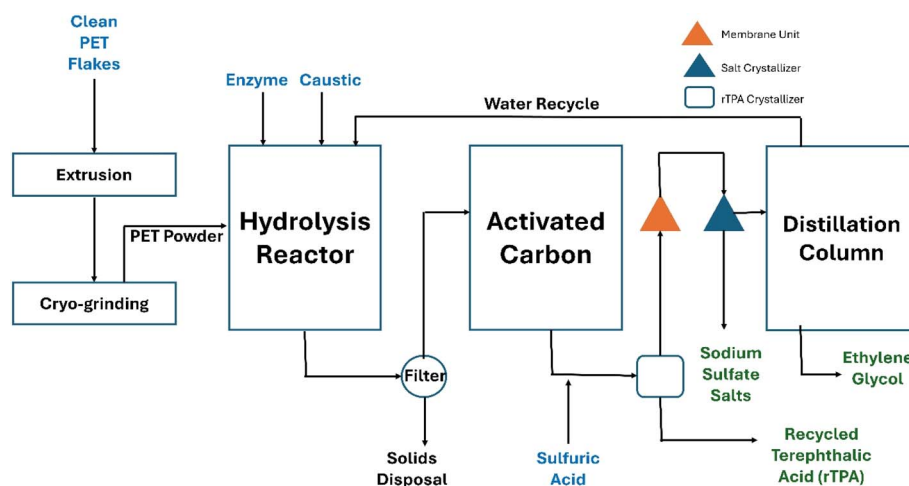 Clean
PET
Flakes
Enzyme Caustic
Membrane Unit
Salt Crystallizer
rTPA Crystallizer
Water Recycle
Extrusion
PET Powder
Cryo-grinding
Hydrolysis
Reactor
Activated
Carbon
Distillation
Column
Filter
Solids
Disposal
Sulfuric
Acid
Sodium
Sulfate
Salts
Ethylene
Glycol
Recycled
Terephthalic
Acid (rTPA)